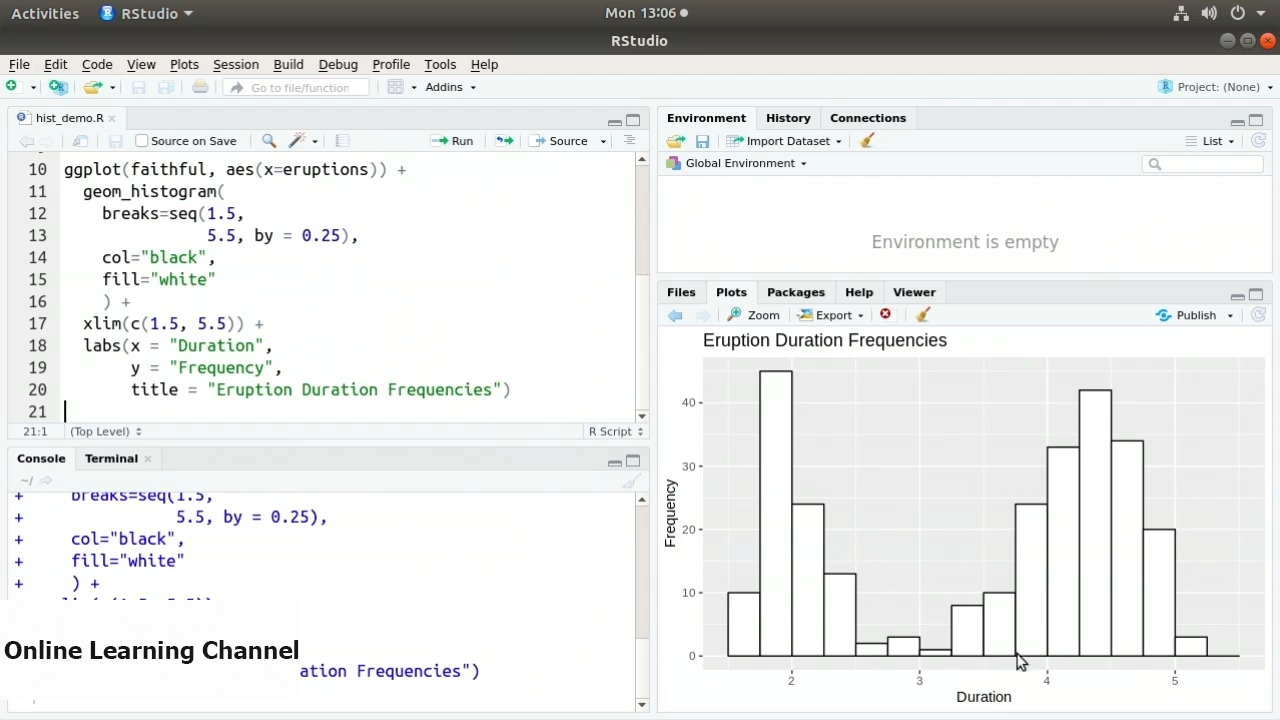 Activities RStudio Mon 13:06
RStudio
File Edit Code View Plots Session Build Debug Profile Tools Help
Go to file/function Addins Project: (None)
hist_demo.R
Source on Save Run Source
10 ggplot(faithful, aes(x=eruptions)) +
11 geom_histogram(
12 breaks=seq(1.5,
13 5.5, by = 0.25),
14 col="black",
15 fill="white"
16 ) +
17 xlim(c(1.5, 5.5)) +
18 labs(x = "Duration",
19 y = "Frequency",
20 title = "Eruption Duration Frequencies")
21
21:1 (Top Level) R Script
Console Terminal
~/
+ breaks=seq(1.5,
+ 5.5, by = 0.25),
+ col="black",
+ fill="white"
+ ) +
Online Learning Channel
ation Frequencies")
Environment History Connections
Import Dataset List
Global Environment
Environment is empty
Files Plots Packages Help Viewer
Zoom Export Publish
Eruption Duration Frequencies
Frequency
40
30
20
10
0
2 3 4 5
Duration